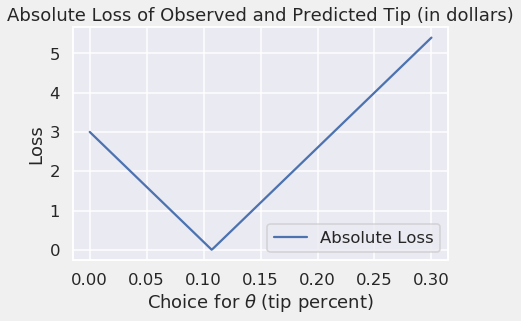 Absolute Loss of Observed and Predicted Tip (in dollars)
5
4
3
2
1
0
Loss
Absolute Loss
0.00 0.05 0.10 0.15 0.20 0.25 0.30
Choice for θ (tip percent)